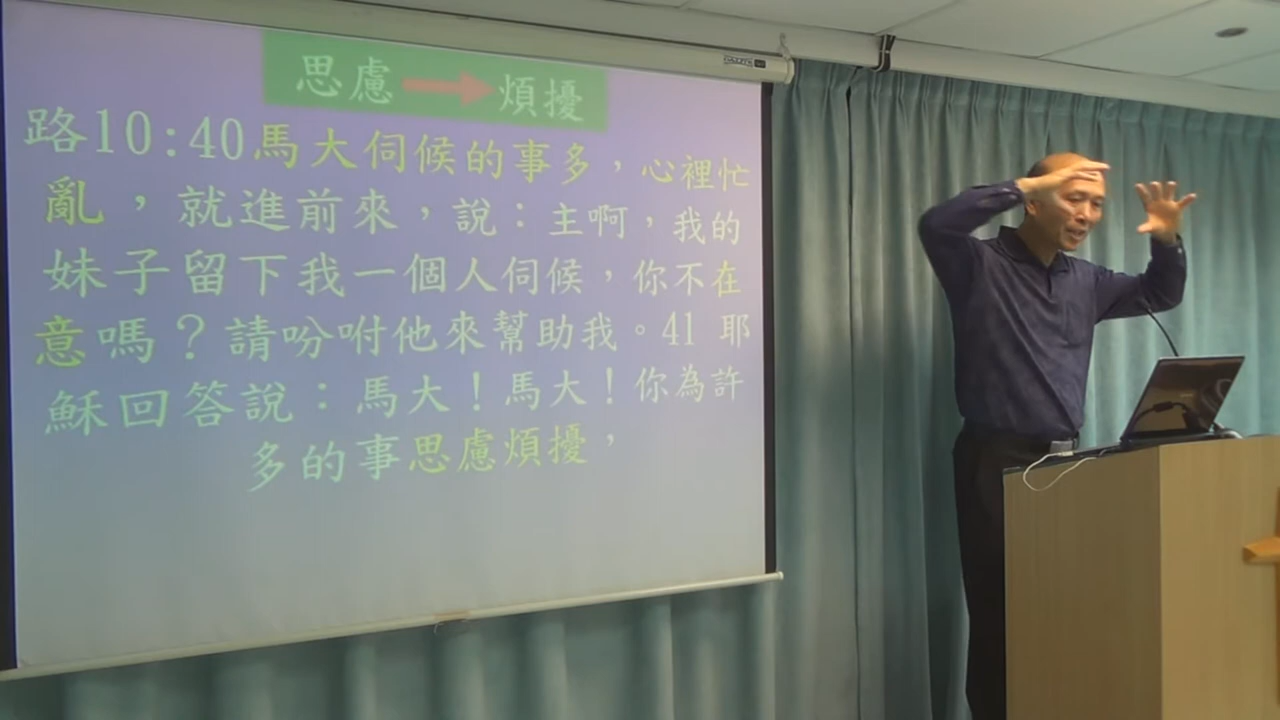 思慮→煩擾
路10:40馬大伺候的事多，心裡忙
亂，就進前來，說：主啊，我的
妹子留下我一個人伺候，你不在
意嗎？請吩咐他來幫助我。41 耶
穌回答說：馬大！馬大！你為許
多的事思慮煩擾，